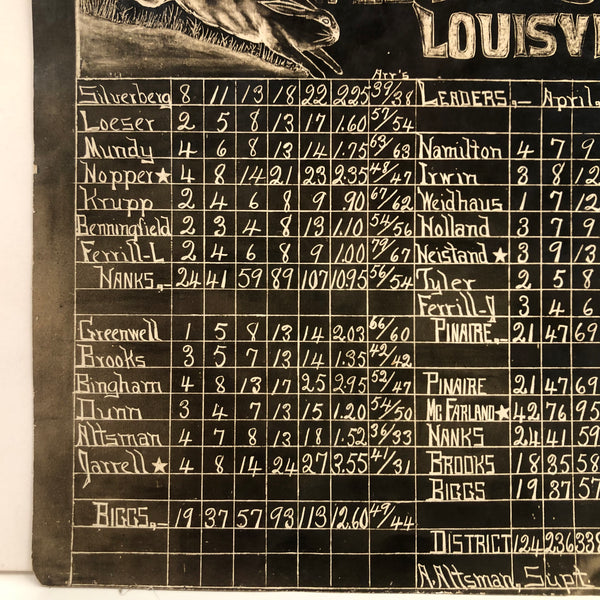 LOUISV
Arr's
Silverberg 8 11 13 18 22 2.25 39/38
Loeser 2 5 8 13 17 1.60 57/54
Mundy 4 6 8 13 14 1.75 63/63
Nopper★ 4 8 14 21 23 2.35 48/47
Krupp 2 4 6 8 9 .90 67/62
Benningfield 2 3 4 8 13 1.10 54/56
Ferrill-L 2 4 6 8 9 1.00 79/67
NANKS,- 24 41 59 89 107 10.95 56/54
Greenwell 1 5 8 13 14 2.03 66/60
Brooks 3 5 7 13 14 1.35 42/42
Bingham 4 8 13 17 25 2.95 52/47
Dunn 3 4 7 13 15 1.20 54/50
Altsman 4 7 8 13 18 1.52 36/33
Jarrell★ 4 8 14 24 27 3.55 41/31
BIGGS,- 19 37 57 93 113 12.60 49/44
LEADERS,- April,
Hamilton 4 7 9
Irwin 3 8 12
Weidhaus 1 7 12
Holland 3 7 9
Neistand★ 3 9 13
Tyler 2 5 8
Ferrill-J 3 4 6
PINAIRE,- 21 47 69
PINAIRE 21 47 69
McFARLAND★ 42 76 95
NANKS 24 41 59
BROOKS 18 35 58
BIGGS 19 37 57
DISTRICT 124 236 338
A. Altsman, Supt